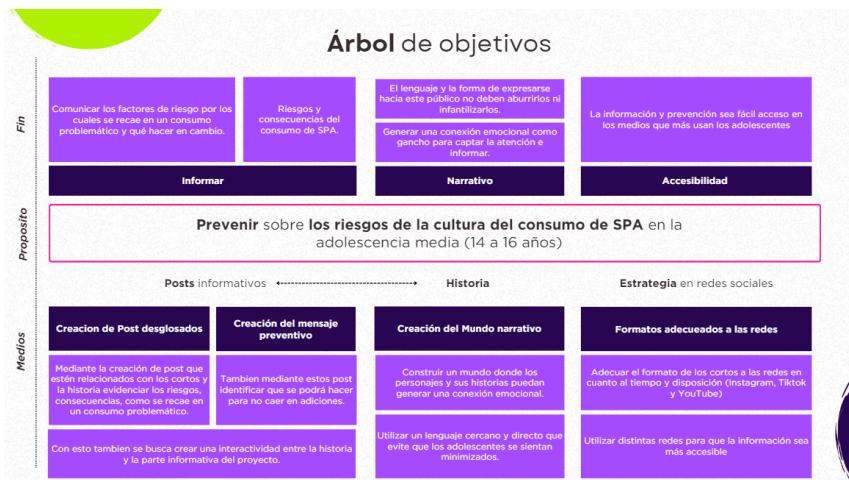 Árbol de objetivos
Fin
Comunicar los factores de riesgo por los
cuales se recae en un consumo
problemático y qué hacer en cambio.
Riesgos y
consecuencias del
consumo de SPA.
El lenguaje y la forma de expresarse
hacia este público no deben aburrirlos ni
infantilizarlos.
Generar una conexión emocional como
gancho para captar la atención e
informar.
La información y prevención sea fácil acceso en
los medios que más usan los adolescentes
Informar
Narrativo
Accesibilidad
Proposito
Prevenir sobre los riesgos de la cultura del consumo de SPA en la
adolescencia media (14 a 16 años)
Posts informativos
Historia
Estrategia en redes sociales
Medios
Creacion de Post desglosados
Creación del mensaje
preventivo
Creación del Mundo narrativo
Formatos adecueados a las redes
Mediante la creación de post que
estén relacionados con los cortos y
la historia evidenciar los riesgos,
consecuencias, como se recae en
un consumo problemático.
Tambien mediante estos post
identificar que se podrá hacer
para no caer en adiciones.
Construir un mundo donde los
personajes y sus historias puedan
generar una conexión emocional.
Adecuar el formato de los cortos a las redes en
cuanto al tiempo y disposición (Instagram, Tiktok
y YouTube)
Con esto tambien se busca crear una interactividad entre la historia
y la parte informativa del proyecto.
Utilizar un lenguaje cercano y directo que
evite que los adolescentes se sientan
minimizados.
Utilizar distintas redes para que la información sea
más accesible